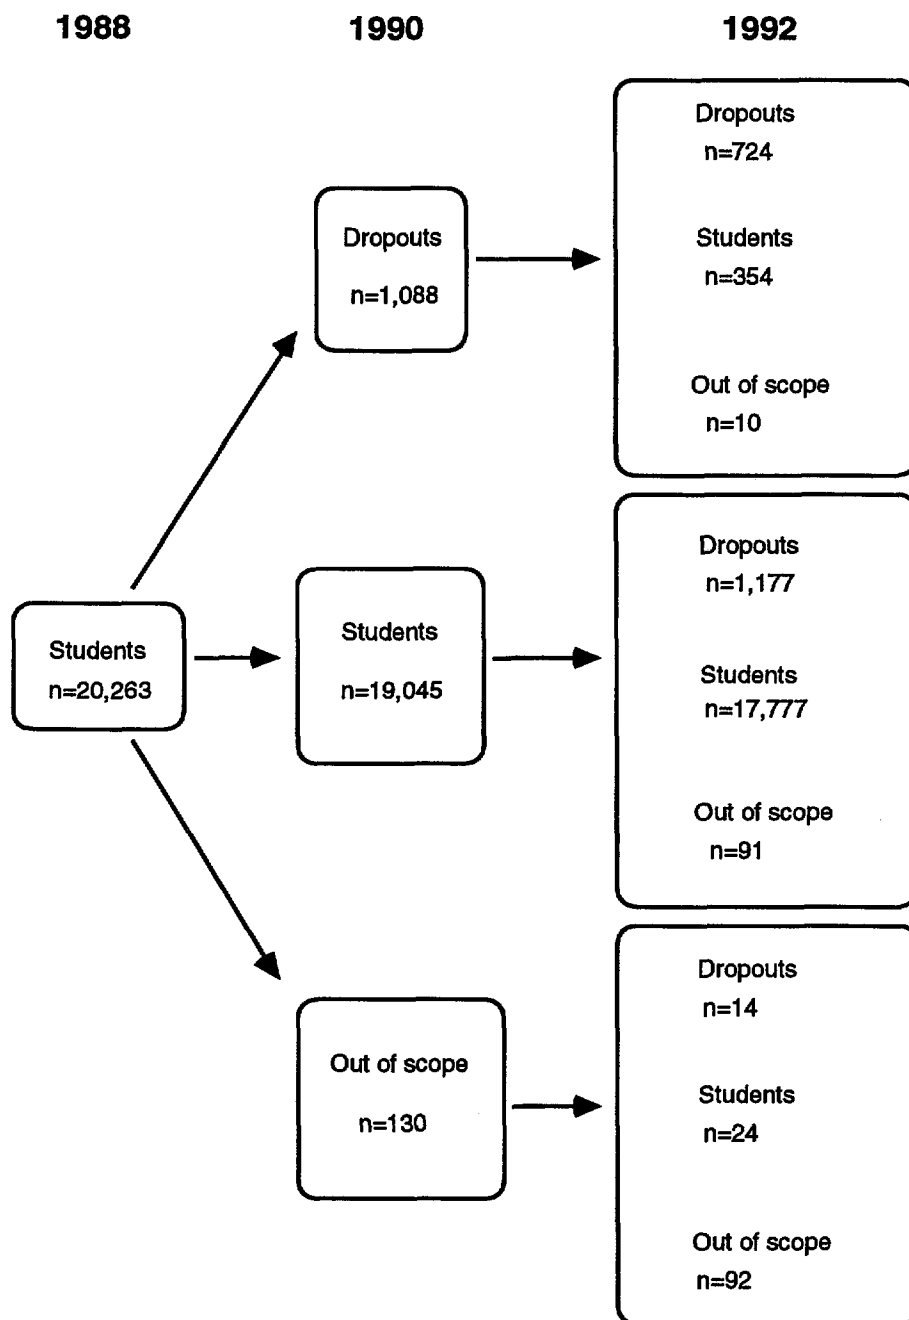 1988 1990 1992
Students
n=20,263
Dropouts
n=1,088
Students
n=19,045
Out of scope
n=130
Dropouts
n=724
Students
n=354
Out of scope
n=10
Dropouts
n=1,177
Students
n=17,777
Out of scope
n=91
Dropouts
n=14
Students
n=24
Out of scope
n=92